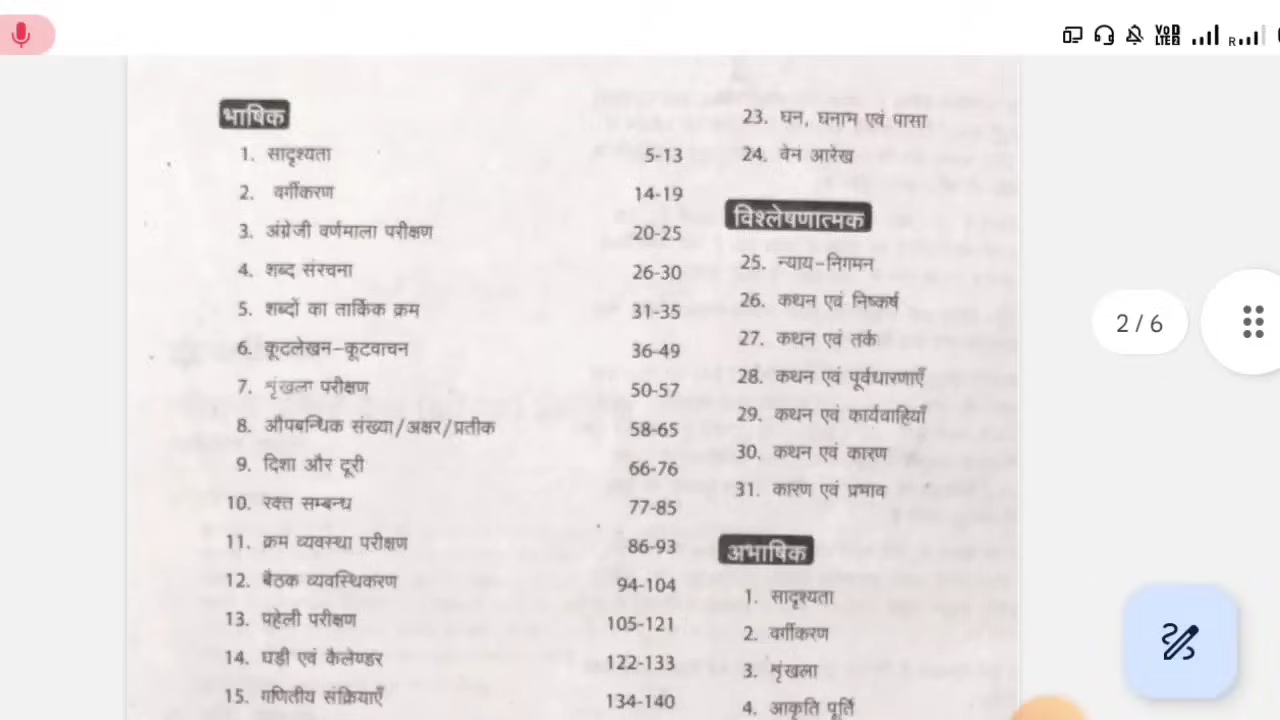 VoD
LTE 2
R
भाषिक
1. सादृश्यता 5-13
2. वर्गीकरण 14-19
3. अंग्रेजी वर्णमाला परीक्षण 20-25
4. शब्द संरचना 26-30
5. शब्दों का तार्किक क्रम 31-35
6. कूटलेखन-कूटवाचन 36-49
7. शृंखला परीक्षण 50-57
8. औपबन्धिक संख्या/अक्षर/प्रतीक 58-65
9. दिशा और दूरी 66-76
10. रक्त सम्बन्ध 77-85
11. क्रम व्यवस्था परीक्षण 86-93
12. बैठक व्यवस्थिकरण 94-104
13. पहेली परीक्षण 105-121
14. घड़ी एवं कैलेण्डर 122-133
15. गणितीय संक्रियाएँ 134-140
23. घन, घनाभ एवं पासा
24. वेन आरेख
विश्लेषणात्मक
25. न्याय-निगमन
26. कथन एवं निष्कर्ष
27. कथन एवं तर्क
28. कथन एवं पूर्वधारणाएँ
29. कथन एवं कार्यवाहियाँ
30. कथन एवं कारण
31. कारण एवं प्रभाव
अभाषिक
1. सादृश्यता
2. वर्गीकरण
3. शृंखला
4. आकृति पूर्ति
2 / 6